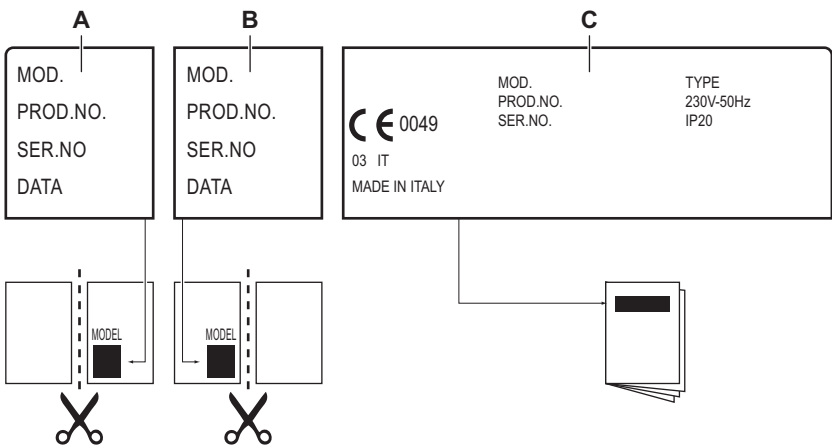 A
B
C
MOD.
PROD.NO.
SER.NO
DATA
MOD.
PROD.NO.
SER.NO
DATA
MOD.
PROD.NO.
SER.NO.
TYPE
230V-50Hz
IP20
CE 0049
03 IT
MADE IN ITALY
MODEL
MODEL